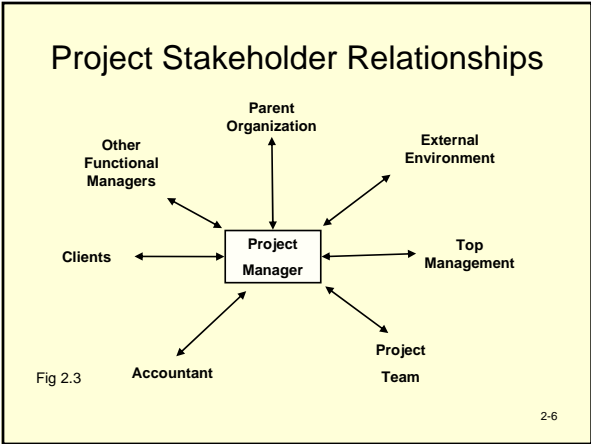 Project Stakeholder Relationships
Parent
Organization
Other
Functional
Managers
External
Environment
Clients
Project
Manager
Top
Management
Accountant
Project
Team
Fig 2.3
2-6